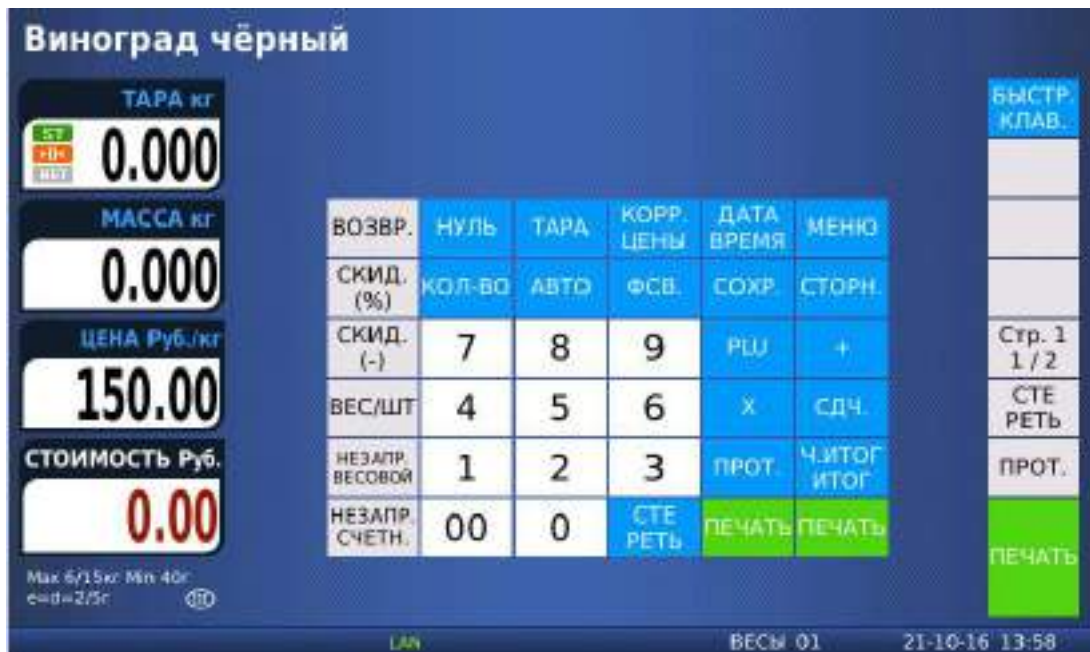 Виноград чёрный
ТАРА кг
ST
>0<
NET
0.000
МАССА кг
0.000
ЦЕНА Руб./кг
150.00
СТОИМОСТЬ Руб.
0.00
Max 6/15кг Min 40г
e=d=2/5г
ВОЗВР. НУЛЬ ТАРА КОРР. ЦЕНЫ ДАТА ВРЕМЯ МЕНЮ
СКИД. (%) КОЛ-ВО АВТО ФСВ. СОХР. СТОРН.
СКИД. (-) 7 8 9 PLU +
ВЕС/ШТ 4 5 6 X СДЧ.
НЕЗАПР. ВЕСОВОЙ 1 2 3 ПРОТ. Ч.ИТОГ ИТОГ
НЕЗАПР. СЧЕТН. 00 0 СТЕ РЕТЬ ПЕЧАТЬ ПЕЧАТЬ
БЫСТР. КЛАВ.
Стр. 1
1 / 2
СТЕ
РЕТЬ
ПРОТ.
ПЕЧАТЬ
LAN ВЕСЫ 01 21-10-16 13:58